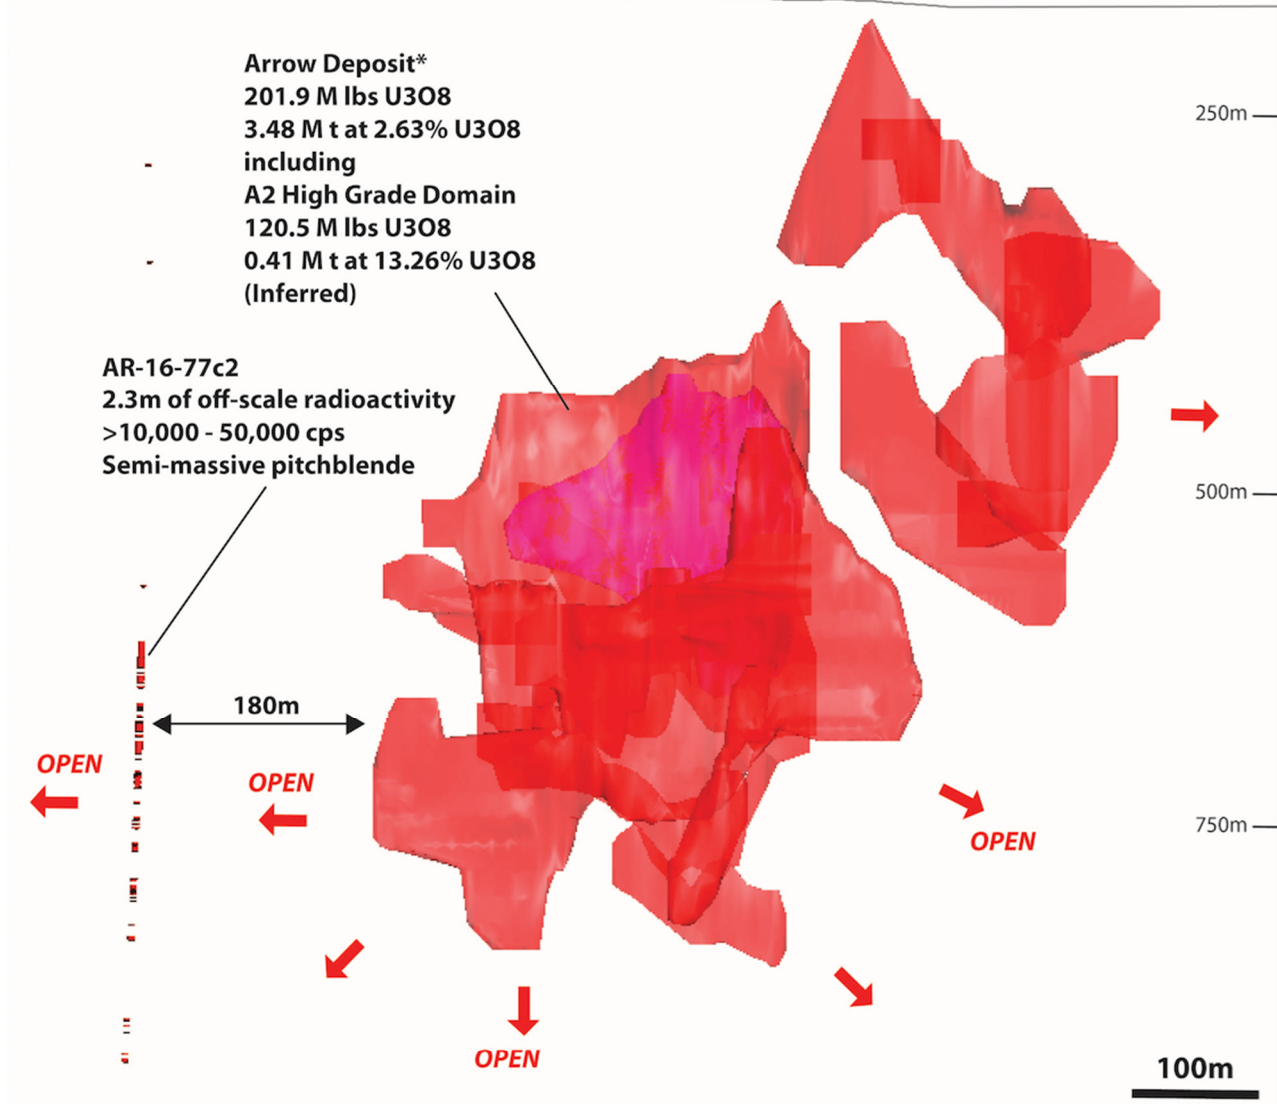 Arrow Deposit*
201.9 M lbs U3O8
3.48 M t at 2.63% U3O8
including
A2 High Grade Domain
120.5 M lbs U3O8
0.41 M t at 13.26% U3O8
(Inferred)
250m
AR-16-77c2
2.3m of off-scale radioactivity
>10,000 - 50,000 cps
Semi-massive pitchblende
500m
180m
OPEN
OPEN
750m
OPEN
OPEN
100m